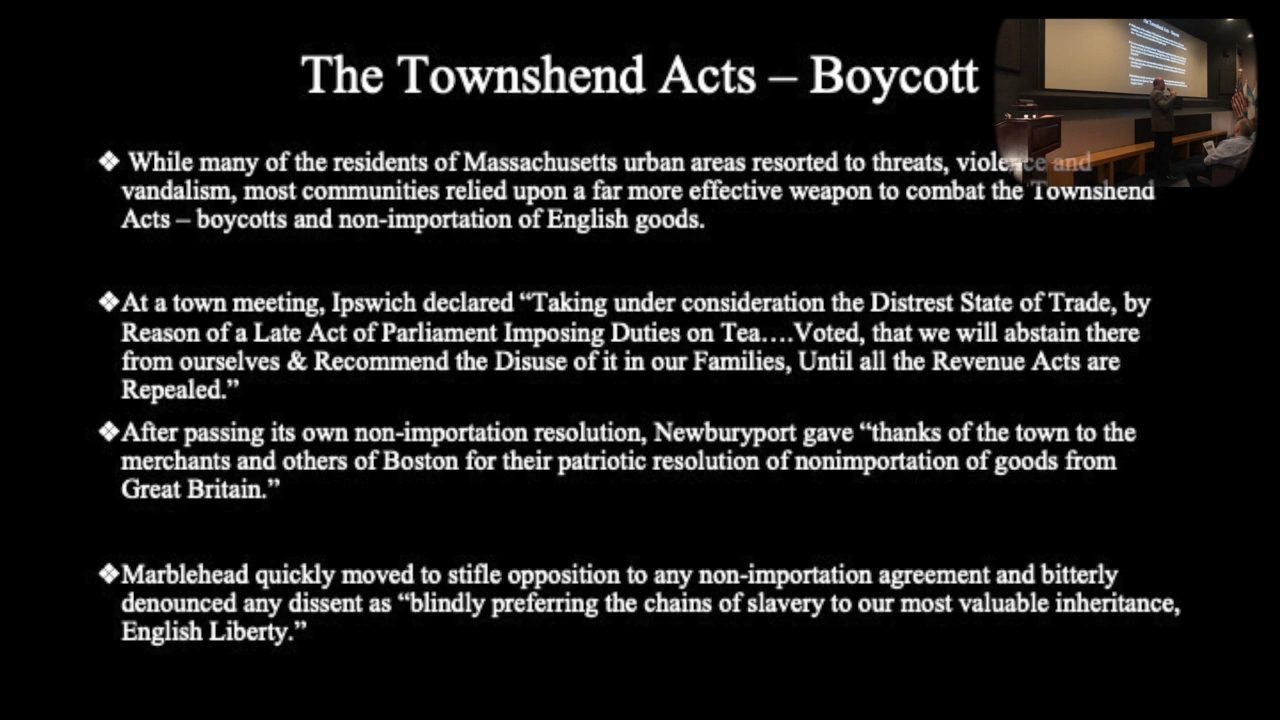 The Townshend Acts – Boycott
❖ While many of the residents of Massachusetts urban areas resorted to threats, violence and
vandalism, most communities relied upon a far more effective weapon to combat the Townshend
Acts – boycotts and non-importation of English goods.
❖At a town meeting, Ipswich declared “Taking under consideration the Distrest State of Trade, by
Reason of a Late Act of Parliament Imposing Duties on Tea….Voted, that we will abstain there
from ourselves & Recommend the Disuse of it in our Families, Until all the Revenue Acts are
Repealed.”
❖After passing its own non-importation resolution, Newburyport gave “thanks of the town to the
merchants and others of Boston for their patriotic resolution of nonimportation of goods from
Great Britain.”
❖Marblehead quickly moved to stifle opposition to any non-importation agreement and bitterly
denounced any dissent as “blindly preferring the chains of slavery to our most valuable inheritance,
English Liberty.”